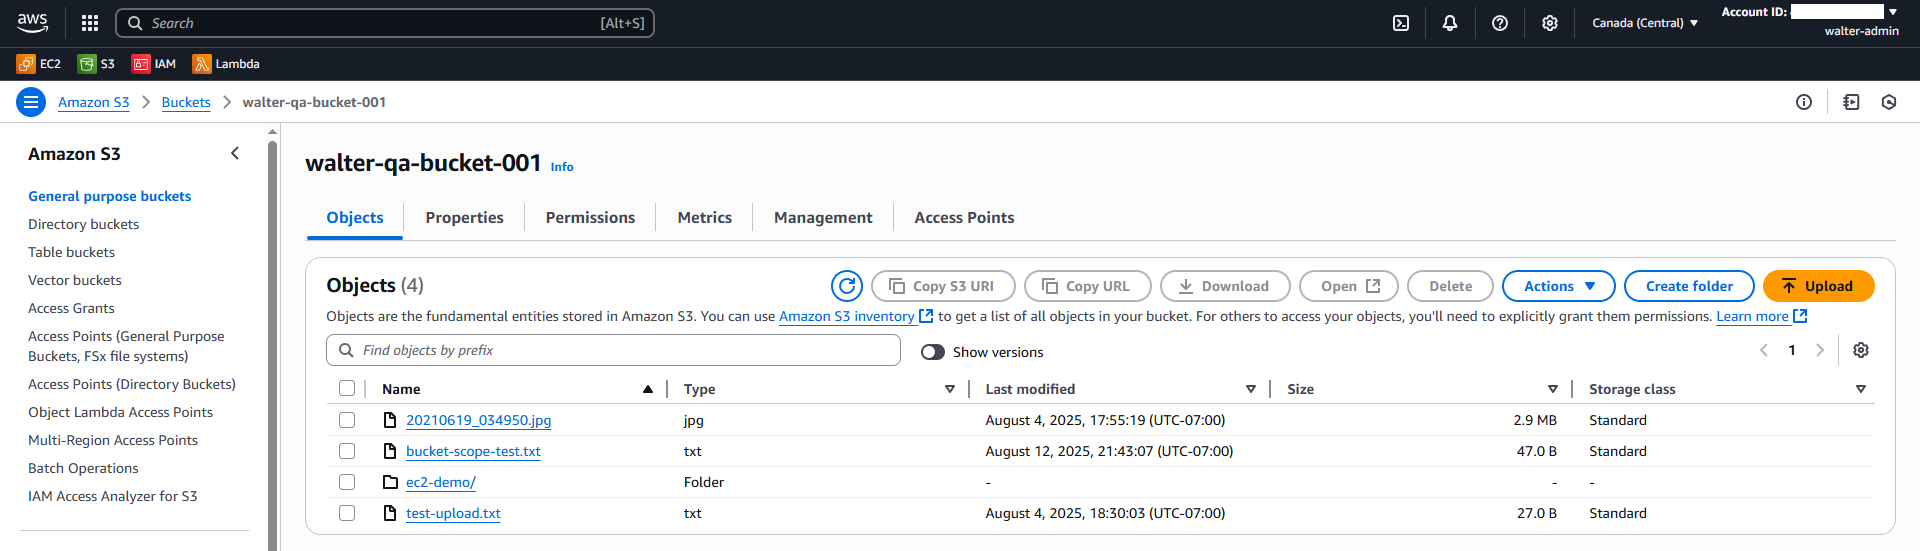 aws Search [Alt+S] Canada (Central) Account ID:
walter-admin
EC2 S3 IAM Lambda
Amazon S3 Buckets walter-qa-bucket-001
Amazon S3
General purpose buckets
Directory buckets
Table buckets
Vector buckets
Access Grants
Access Points (General Purpose
Buckets, FSx file systems)
Access Points (Directory Buckets)
Object Lambda Access Points
Multi-Region Access Points
Batch Operations
IAM Access Analyzer for S3
walter-qa-bucket-001 Info
Objects Properties Permissions Metrics Management Access Points
Objects (4) Copy S3 URI Copy URL Download Open Delete Actions Create folder Upload
Objects are the fundamental entities stored in Amazon S3. You can use Amazon S3 inventory to get a list of all objects in your bucket. For others to access your objects, you'll need to explicitly grant them permissions. Learn more
Find objects by prefix Show versions 1
Name Type Last modified Size Storage class
20210619_034950.jpg jpg August 4, 2025, 17:55:19 (UTC-07:00) 2.9 MB Standard
bucket-scope-test.txt txt August 12, 2025, 21:43:07 (UTC-07:00) 47.0 B Standard
ec2-demo/ Folder - - -
test-upload.txt txt August 4, 2025, 18:30:03 (UTC-07:00) 27.0 B Standard